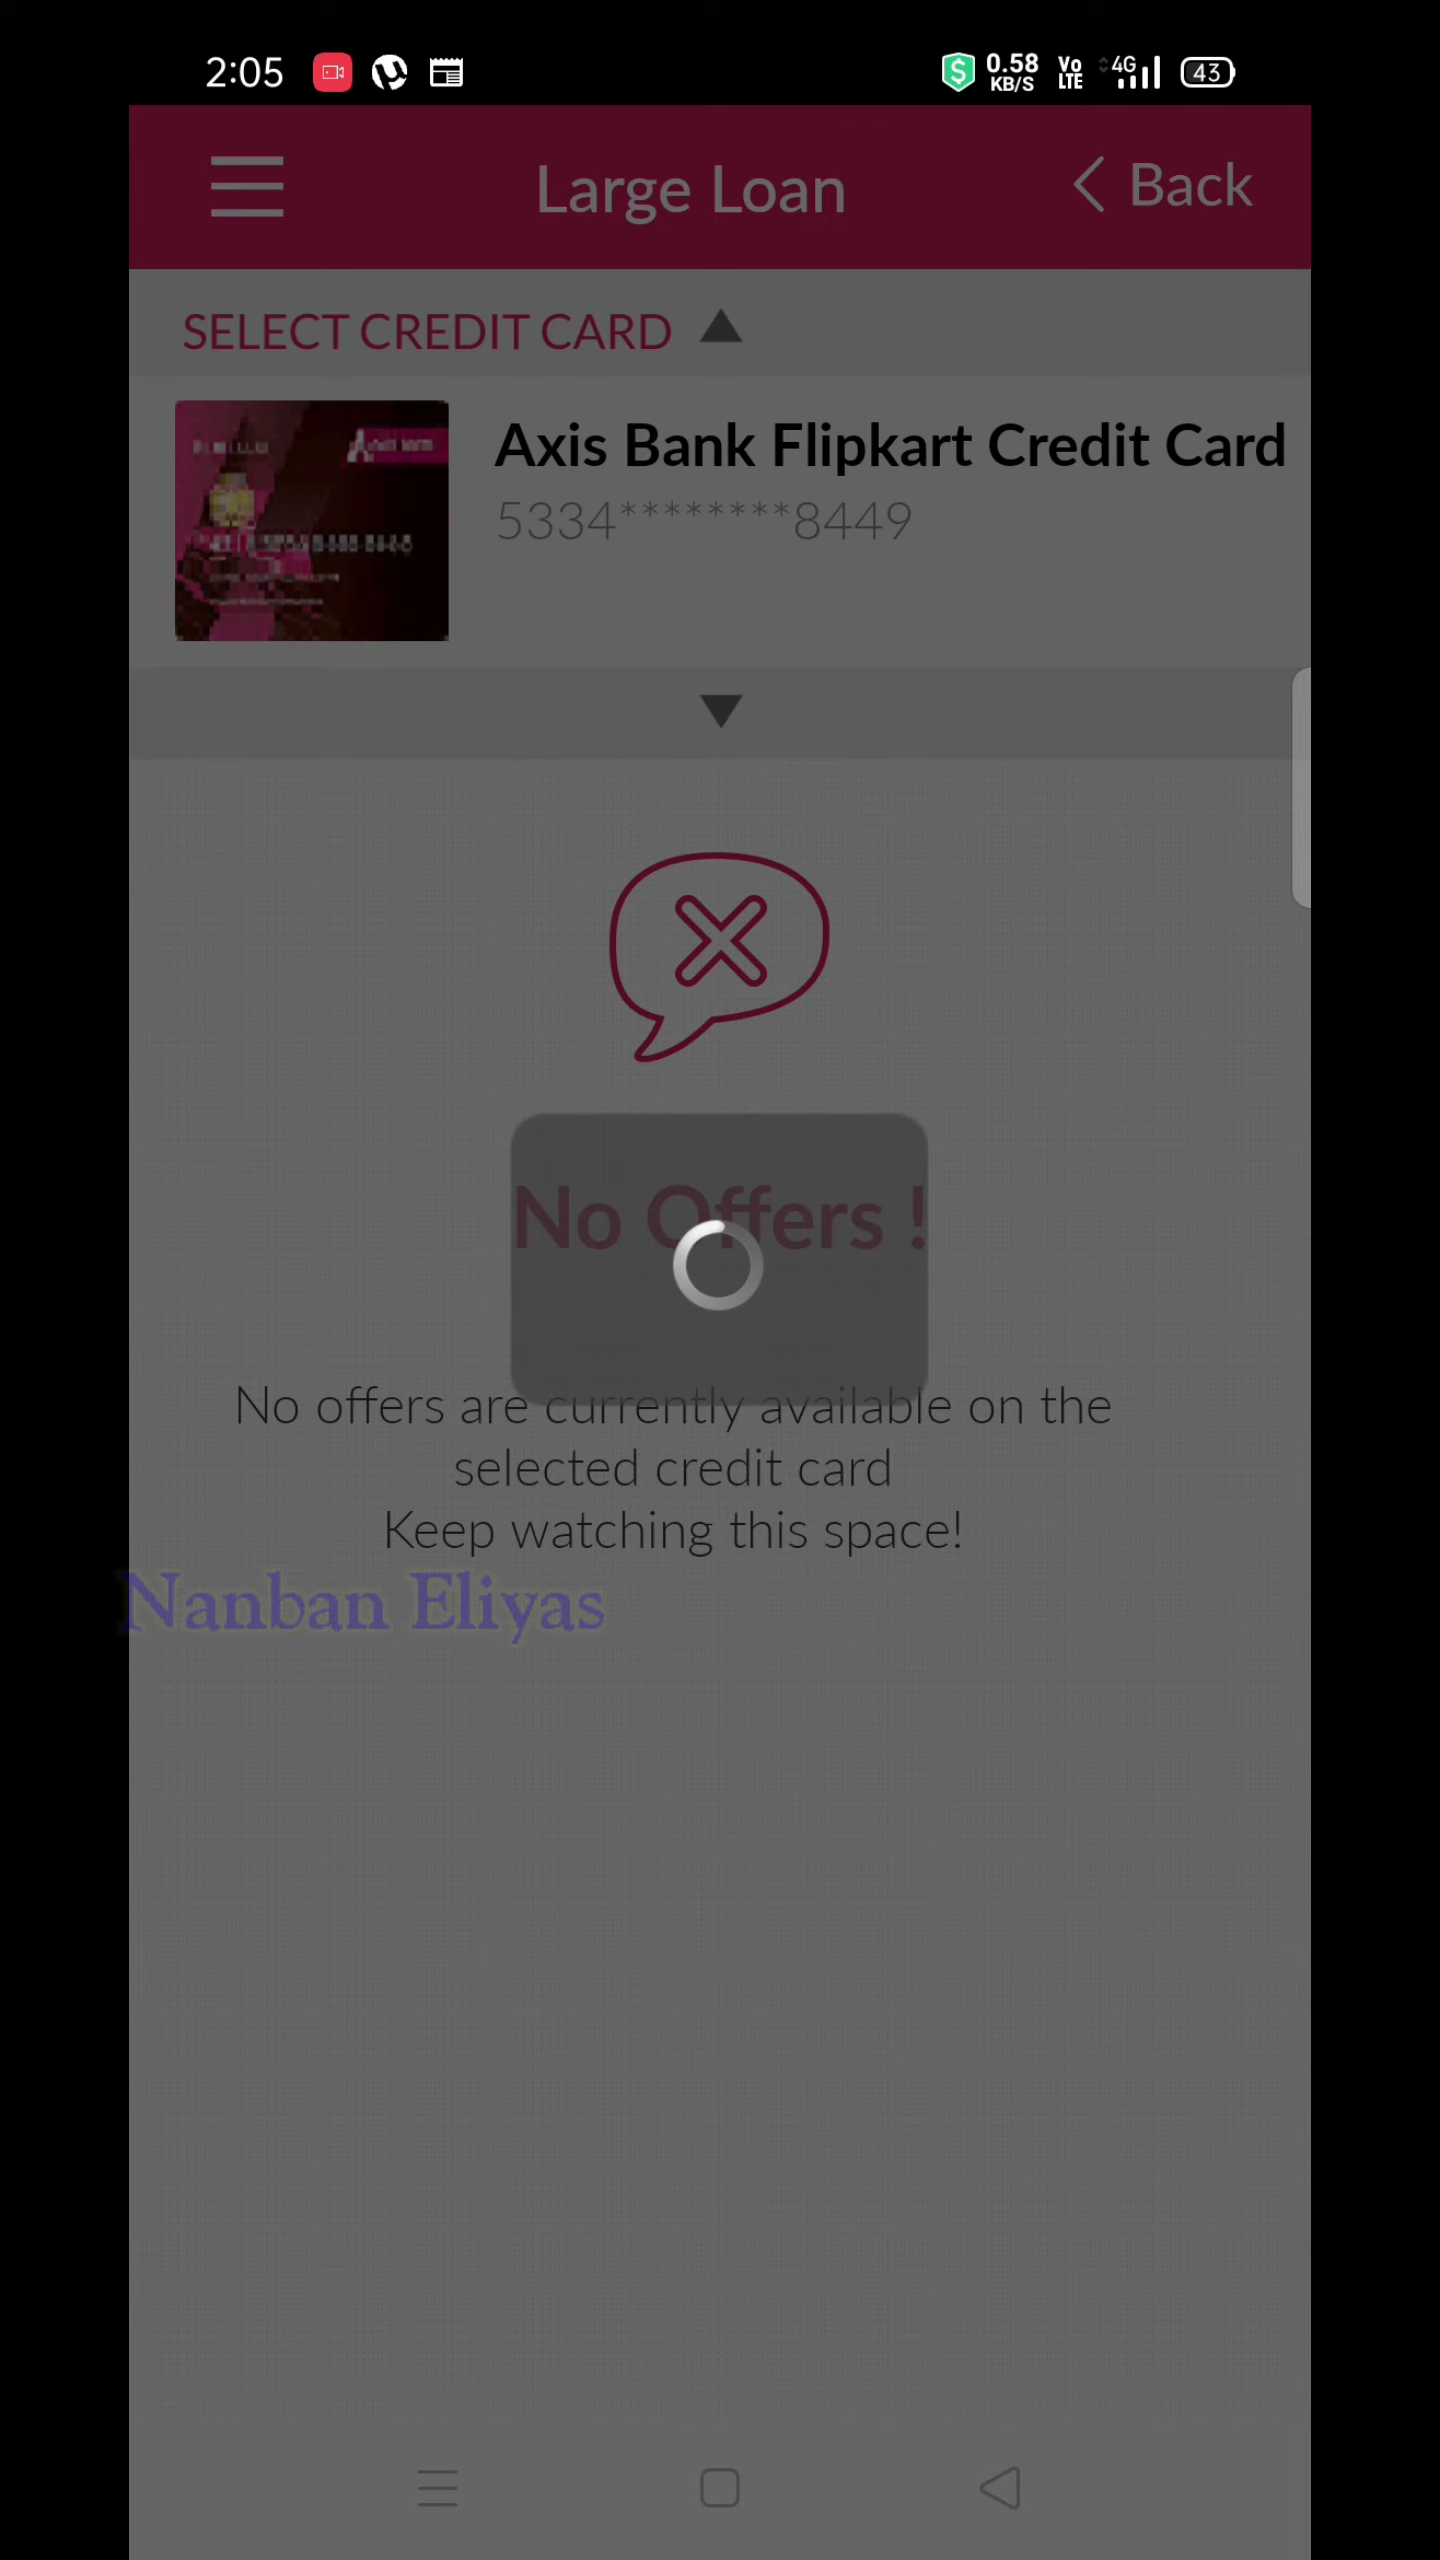 2:05
0.58
KB/S
Vo
LTE
4G
43
Large Loan
Back
SELECT CREDIT CARD
Axis Bank Flipkart Credit Card
5334********8449
No Offers !
No offers are currently available on the
selected credit card
Keep watching this space!
Nanban Eliyas